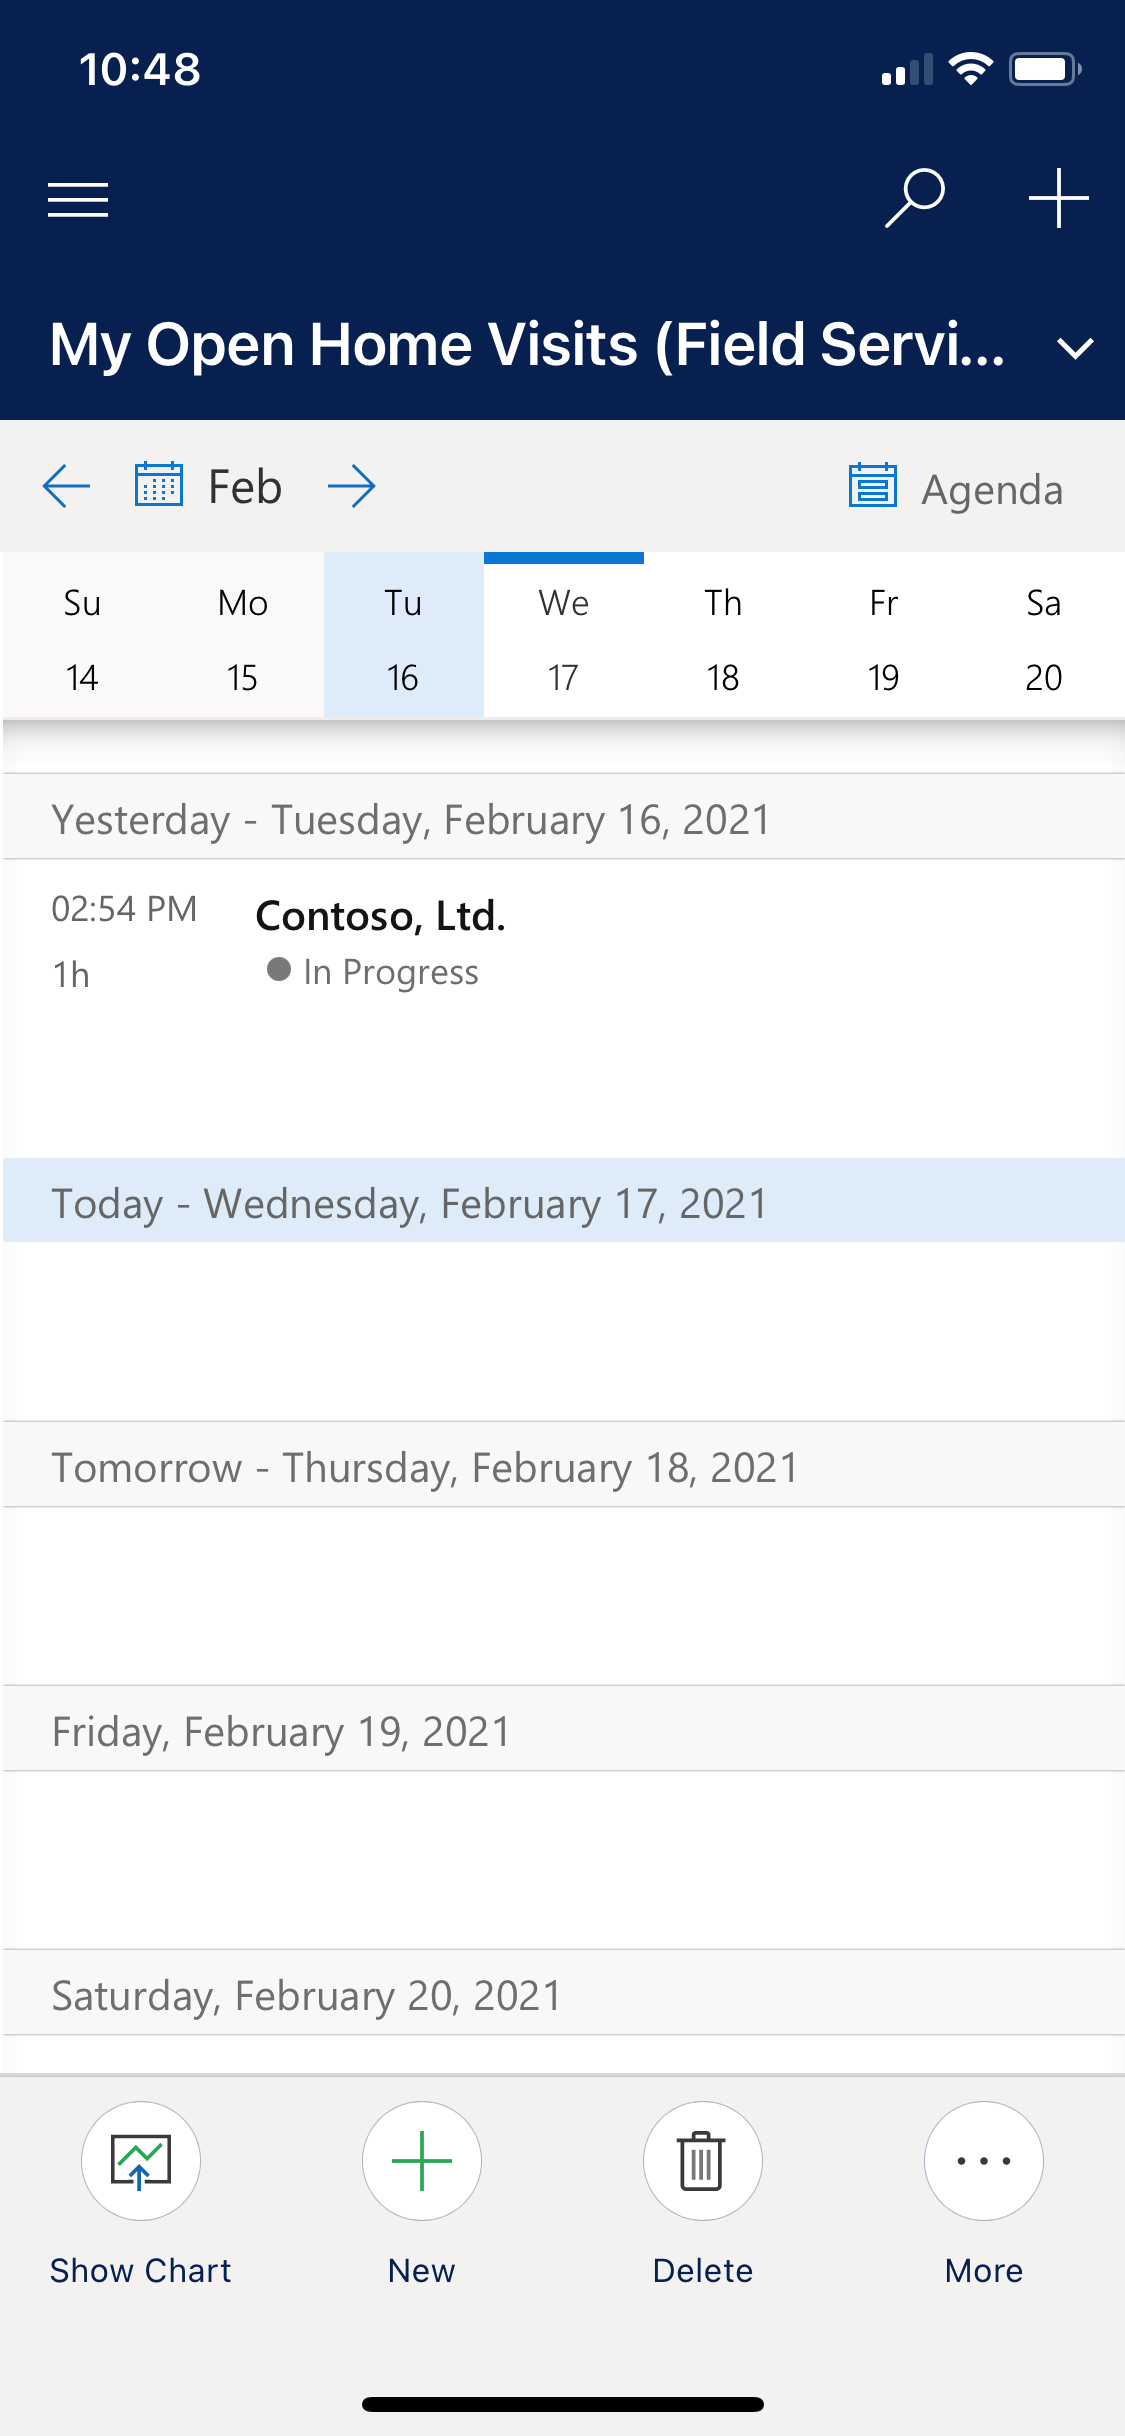 10:48
My Open Home Visits (Field Servi...
Feb
Agenda
Su Mo Tu We Th Fr Sa
14 15 16 17 18 19 20
Yesterday - Tuesday, February 16, 2021
02:54 PM Contoso, Ltd.
1h In Progress
Today - Wednesday, February 17, 2021
Tomorrow - Thursday, February 18, 2021
Friday, February 19, 2021
Saturday, February 20, 2021
Show Chart New Delete More